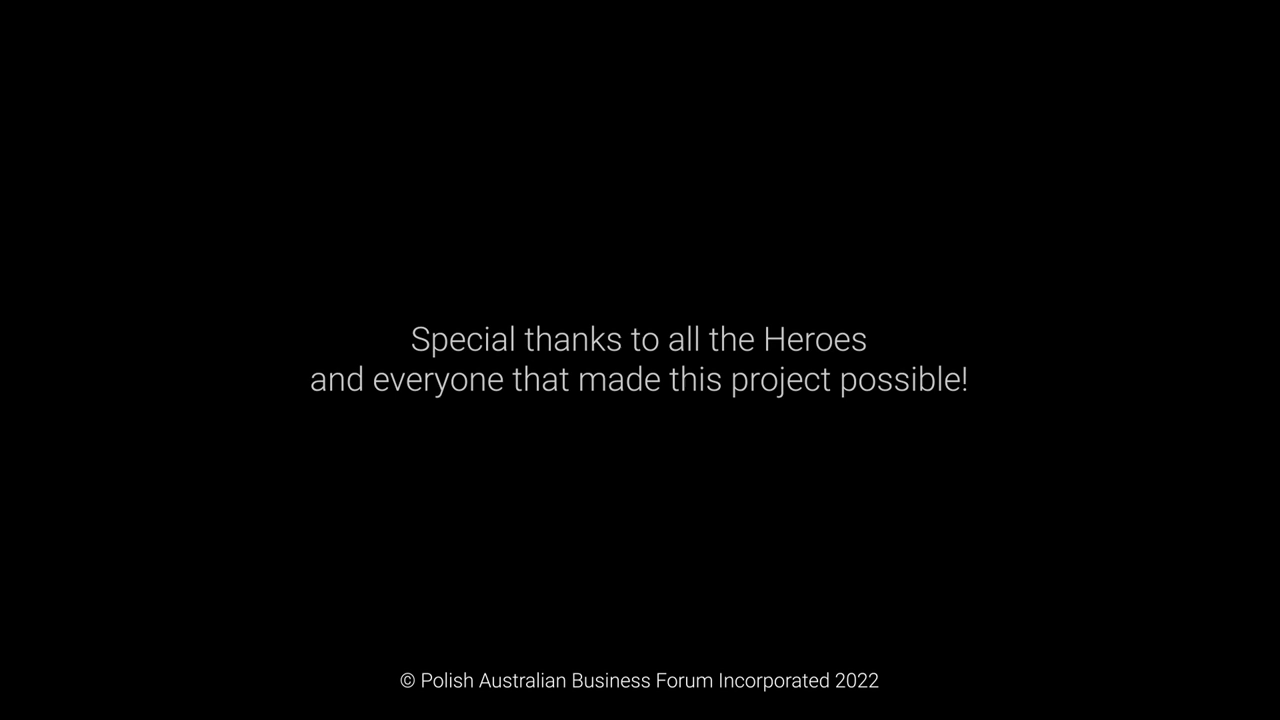 Special thanks to all the Heroes
and everyone that made this project possible!
© Polish Australian Business Forum Incorporated 2022